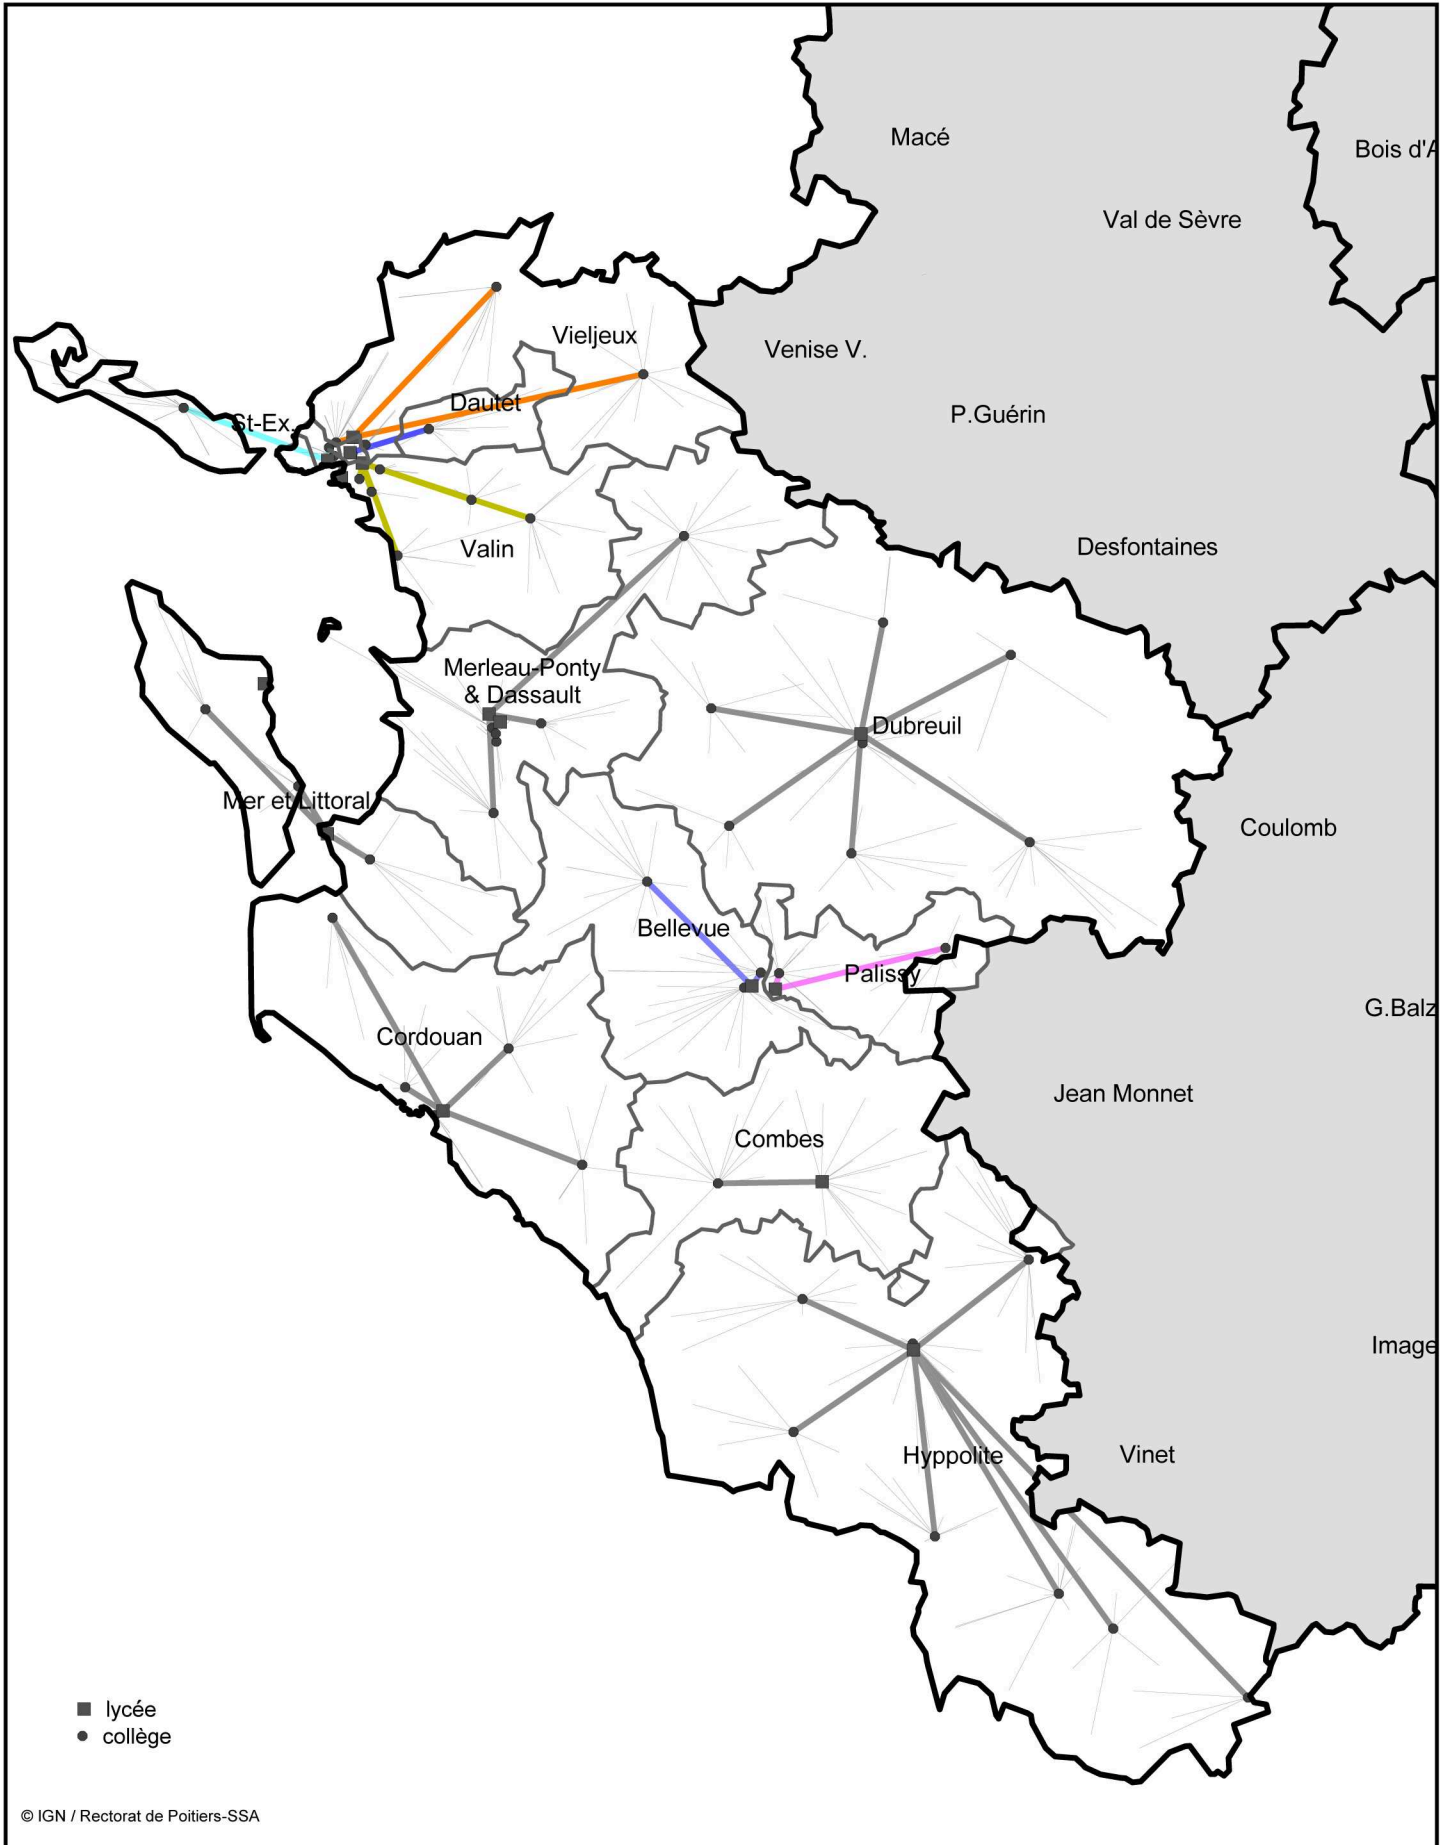 Macé
Bois d'A
Val de Sèvre
Vieljeux
Venise V.
Dautet
P.Guérin
St-Ex.
Valin
Desfontaines
Merleau-Ponty
& Dassault
Dubreuil
Mer et Littoral
Coulomb
Bellevue
Palissy
G.Balz
Cordouan
Jean Monnet
Combes
Image
Hyppolite
Vinet
lycée
collège
© IGN / Rectorat de Poitiers-SSA